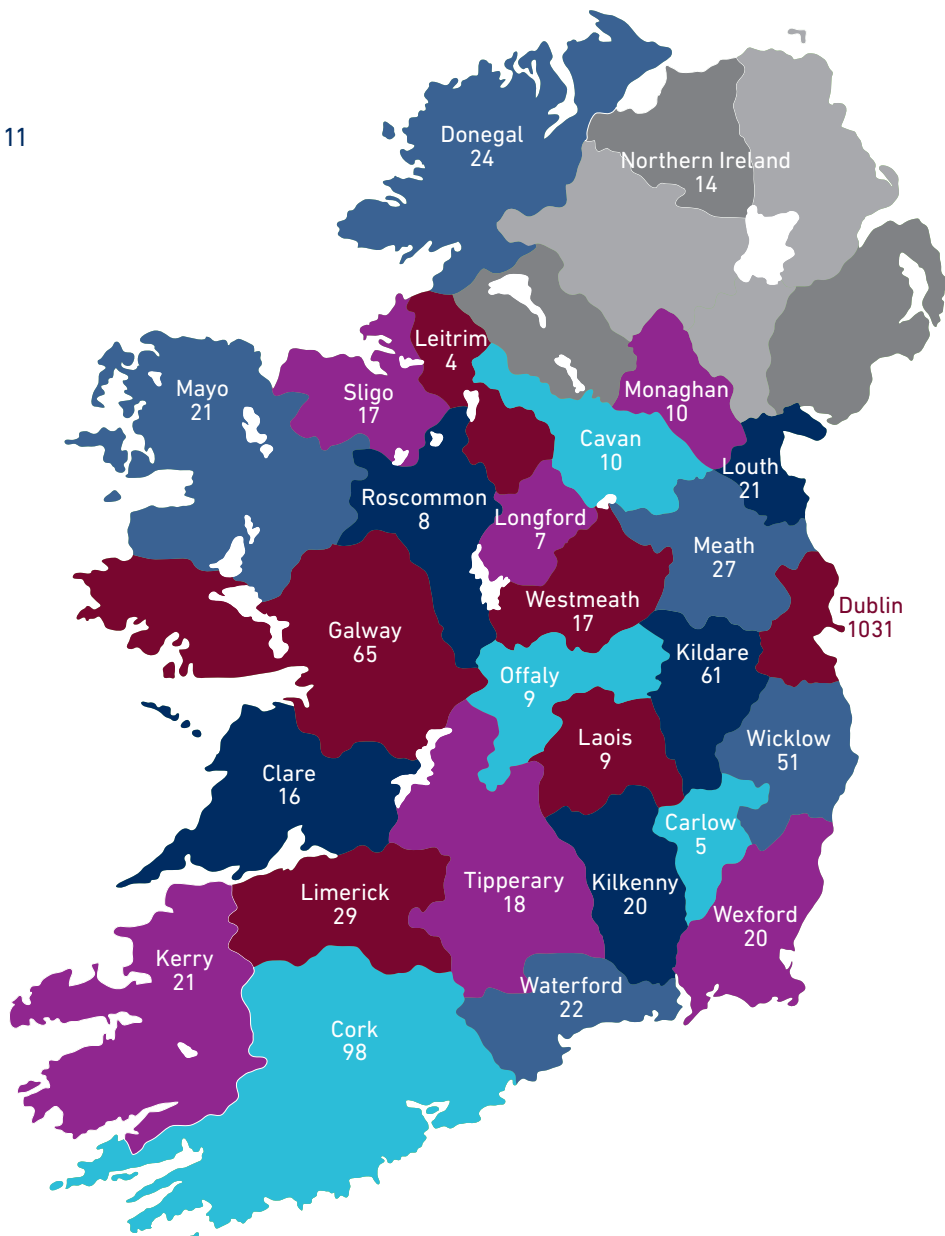 11
Donegal
24
Northern Ireland
14
Leitrim
4
Mayo
21
Sligo
17
Monaghan
10
Cavan
10
Louth
21
Roscommon
8
Longford
7
Meath
27
Westmeath
17
Dublin
1031
Galway
65
Offaly
9
Kildare
61
Laois
9
Wicklow
51
Clare
16
Carlow
5
Limerick
29
Tipperary
18
Kilkenny
20
Wexford
20
Kerry
21
Waterford
22
Cork
98